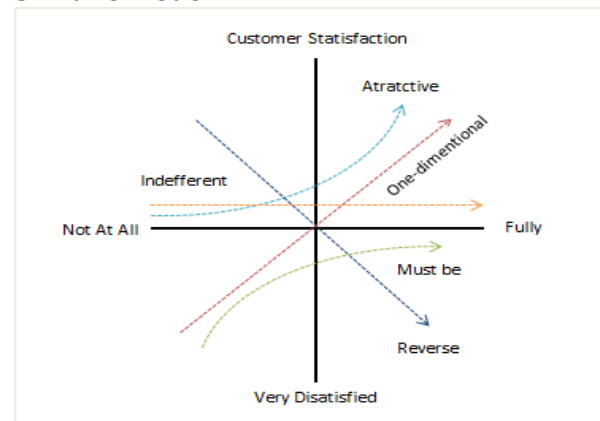 Customer Statisfaction
Atratctive
One-dimentional
Indefferent
Not At All
Fully
Must be
Reverse
Very Disatisfied